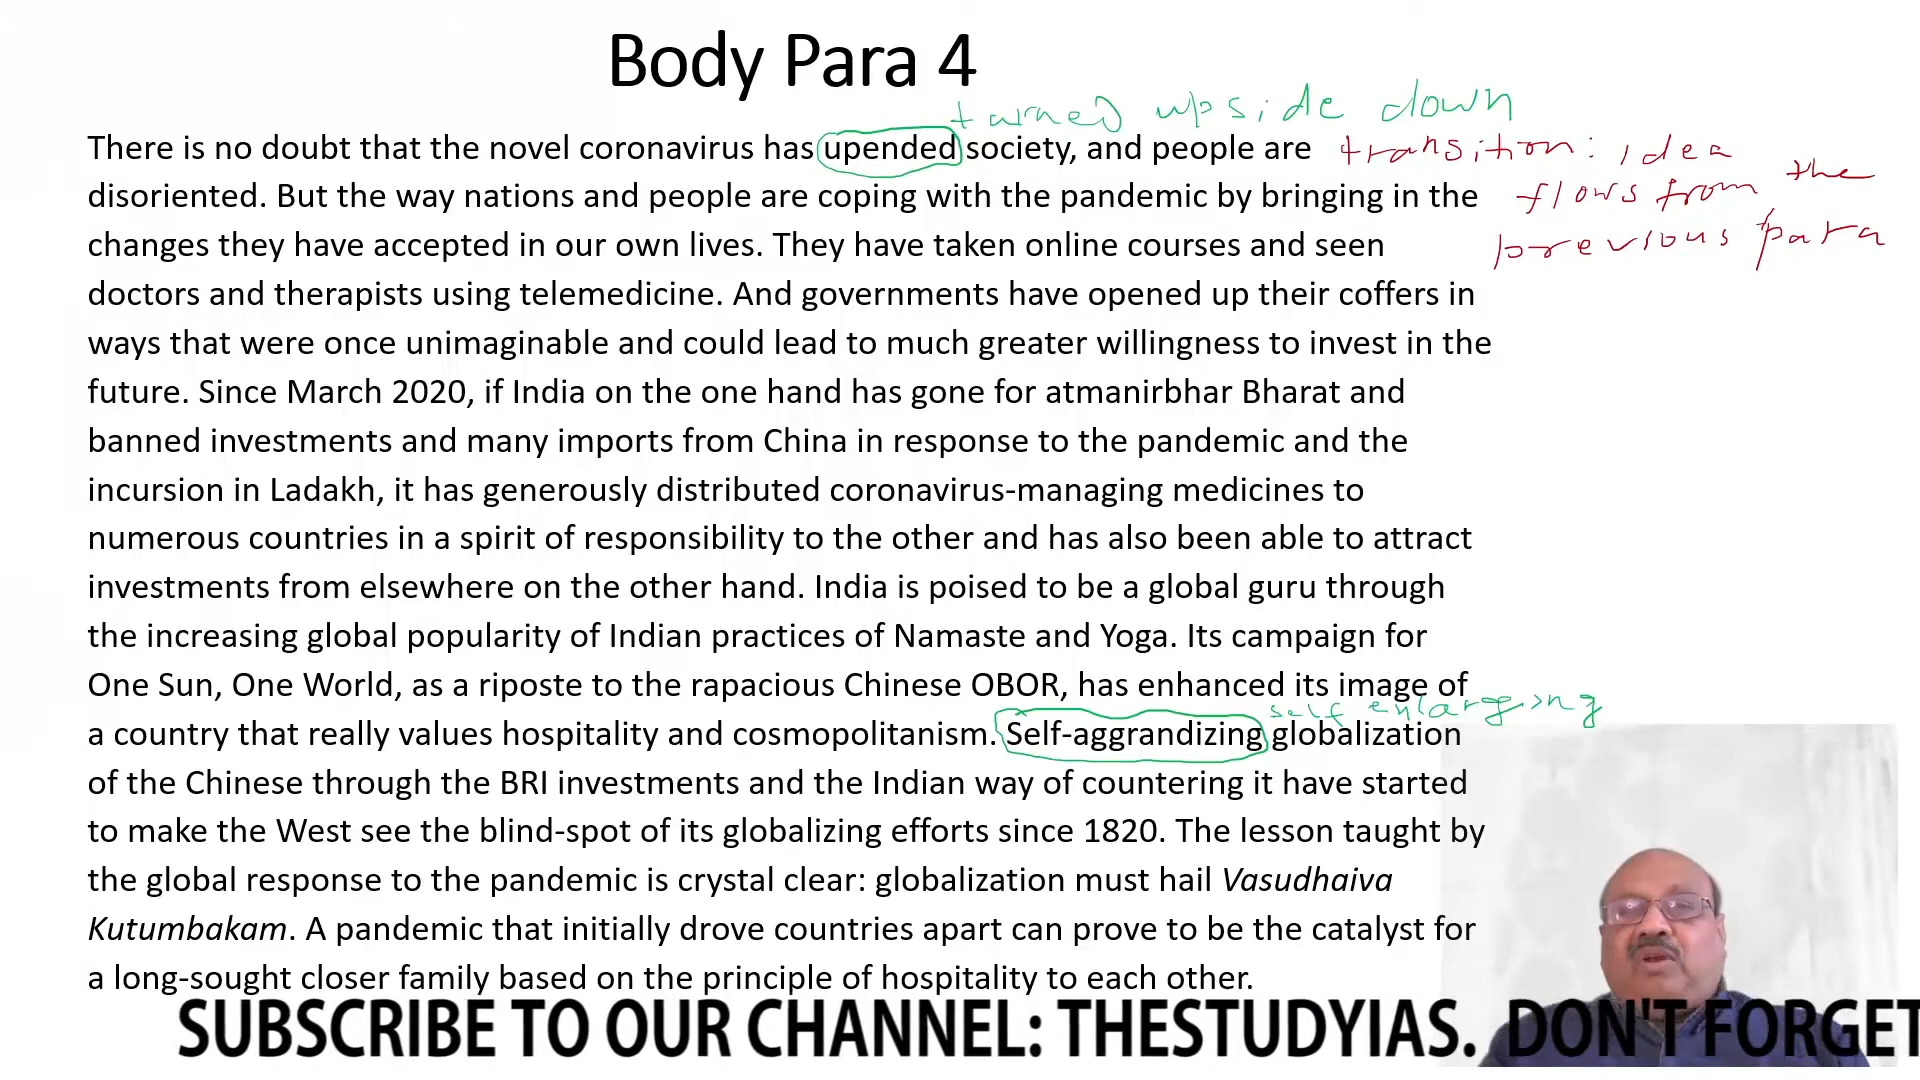 Body Para 4
turned upside down
There is no doubt that the novel coronavirus has upended society, and people are
transition: idea
disoriented. But the way nations and people are coping with the pandemic by bringing in the
flows from the
changes they have accepted in our own lives. They have taken online courses and seen
previous para
doctors and therapists using telemedicine. And governments have opened up their coffers in
ways that were once unimaginable and could lead to much greater willingness to invest in the
future. Since March 2020, if India on the one hand has gone for atmanirbhar Bharat and
banned investments and many imports from China in response to the pandemic and the
incursion in Ladakh, it has generously distributed coronavirus-managing medicines to
numerous countries in a spirit of responsibility to the other and has also been able to attract
investments from elsewhere on the other hand. India is poised to be a global guru through
the increasing global popularity of Indian practices of Namaste and Yoga. Its campaign for
One Sun, One World, as a riposte to the rapacious Chinese OBOR, has enhanced its image of
self enlarging
a country that really values hospitality and cosmopolitanism. Self-aggrandizing globalization
of the Chinese through the BRI investments and the Indian way of countering it have started
to make the West see the blind-spot of its globalizing efforts since 1820. The lesson taught by
the global response to the pandemic is crystal clear: globalization must hail Vasudhaiva
Kutumbakam. A pandemic that initially drove countries apart can prove to be the catalyst for
a long-sought closer family based on the principle of hospitality to each other.
SUBSCRIBE TO OUR CHANNEL: THESTUDYIAS. DON'T FORGET